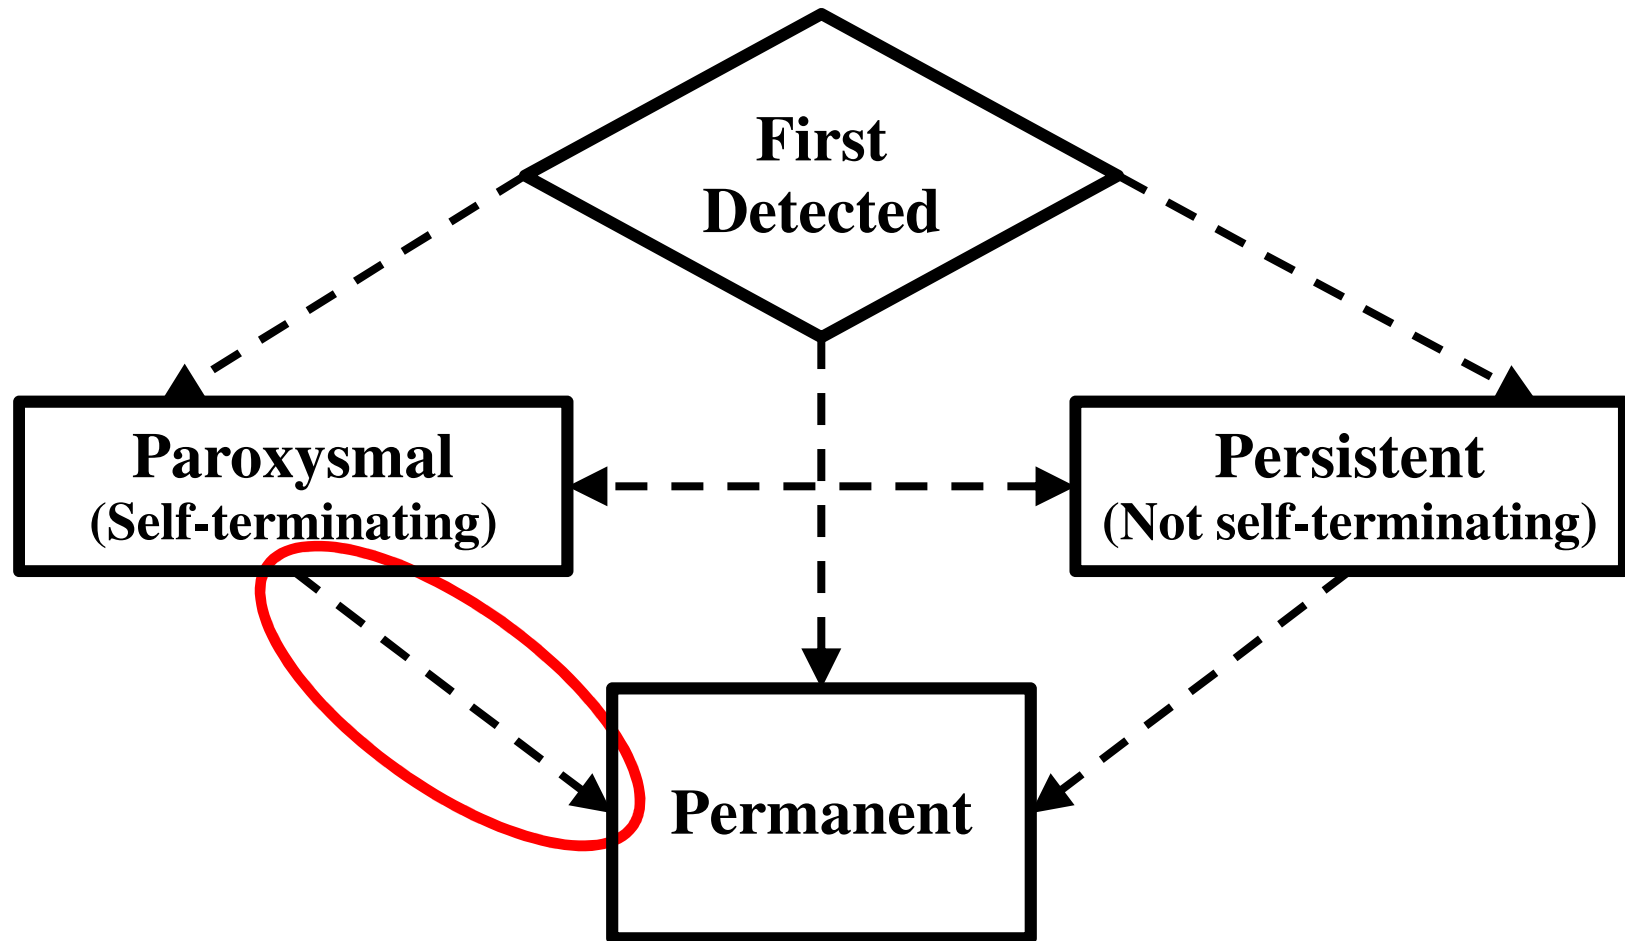 First
Detected
Paroxysmal
(Self-terminating)
Persistent
(Not self-terminating)
Permanent